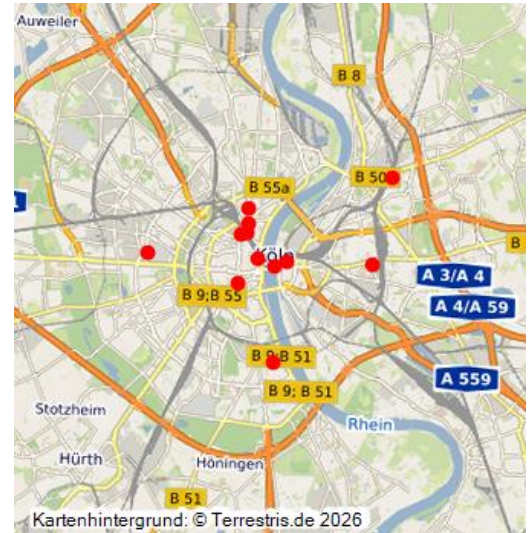 Auweiler
B 8
B 50
B 55a
Köln
B
A 3/A 4
B 9;B 55
A 4/A 59
B 9;B 51
A 559
B 9; B 51
Stotzheim
Rhein
Hürth
Höningen
B 51
Kartenhintergrund: © Terrestris.de 2026